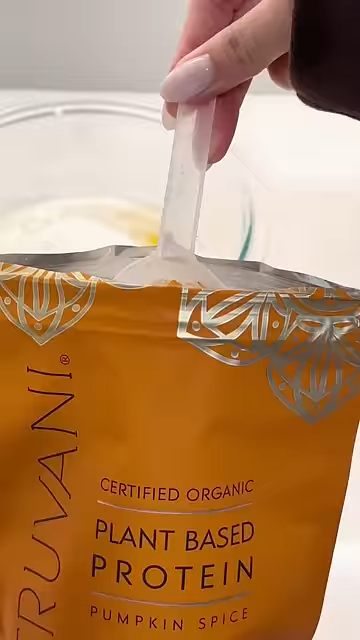 TRUVANI®
CERTIFIED ORGANIC
PLANT BASED
PROTEIN
PUMPKIN SPICE